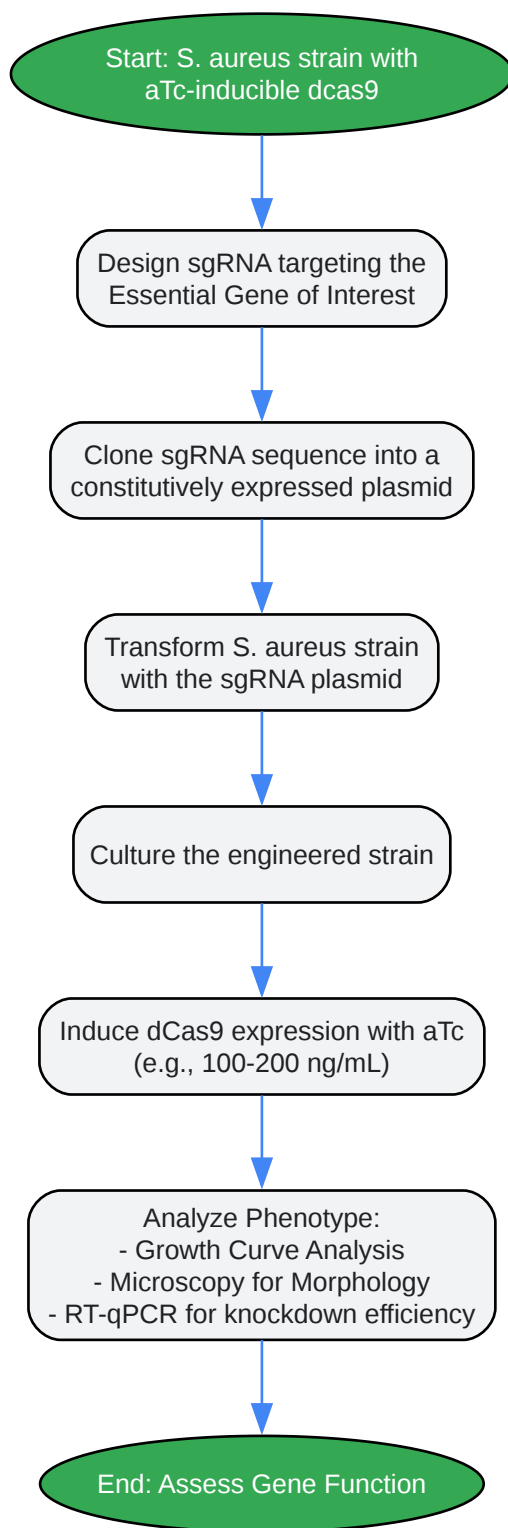 Start: S. aureus strain with
aTc-inducible dcas9
Design sgRNA targeting the
Essential Gene of Interest
Clone sgRNA sequence into a
constitutively expressed plasmid
Transform S. aureus strain
with the sgRNA plasmid
Culture the engineered strain
Induce dCas9 expression with aTc
(e.g., 100-200 ng/mL)
Analyze Phenotype:
- Growth Curve Analysis
- Microscopy for Morphology
- RT-qPCR for knockdown efficiency
End: Assess Gene Function